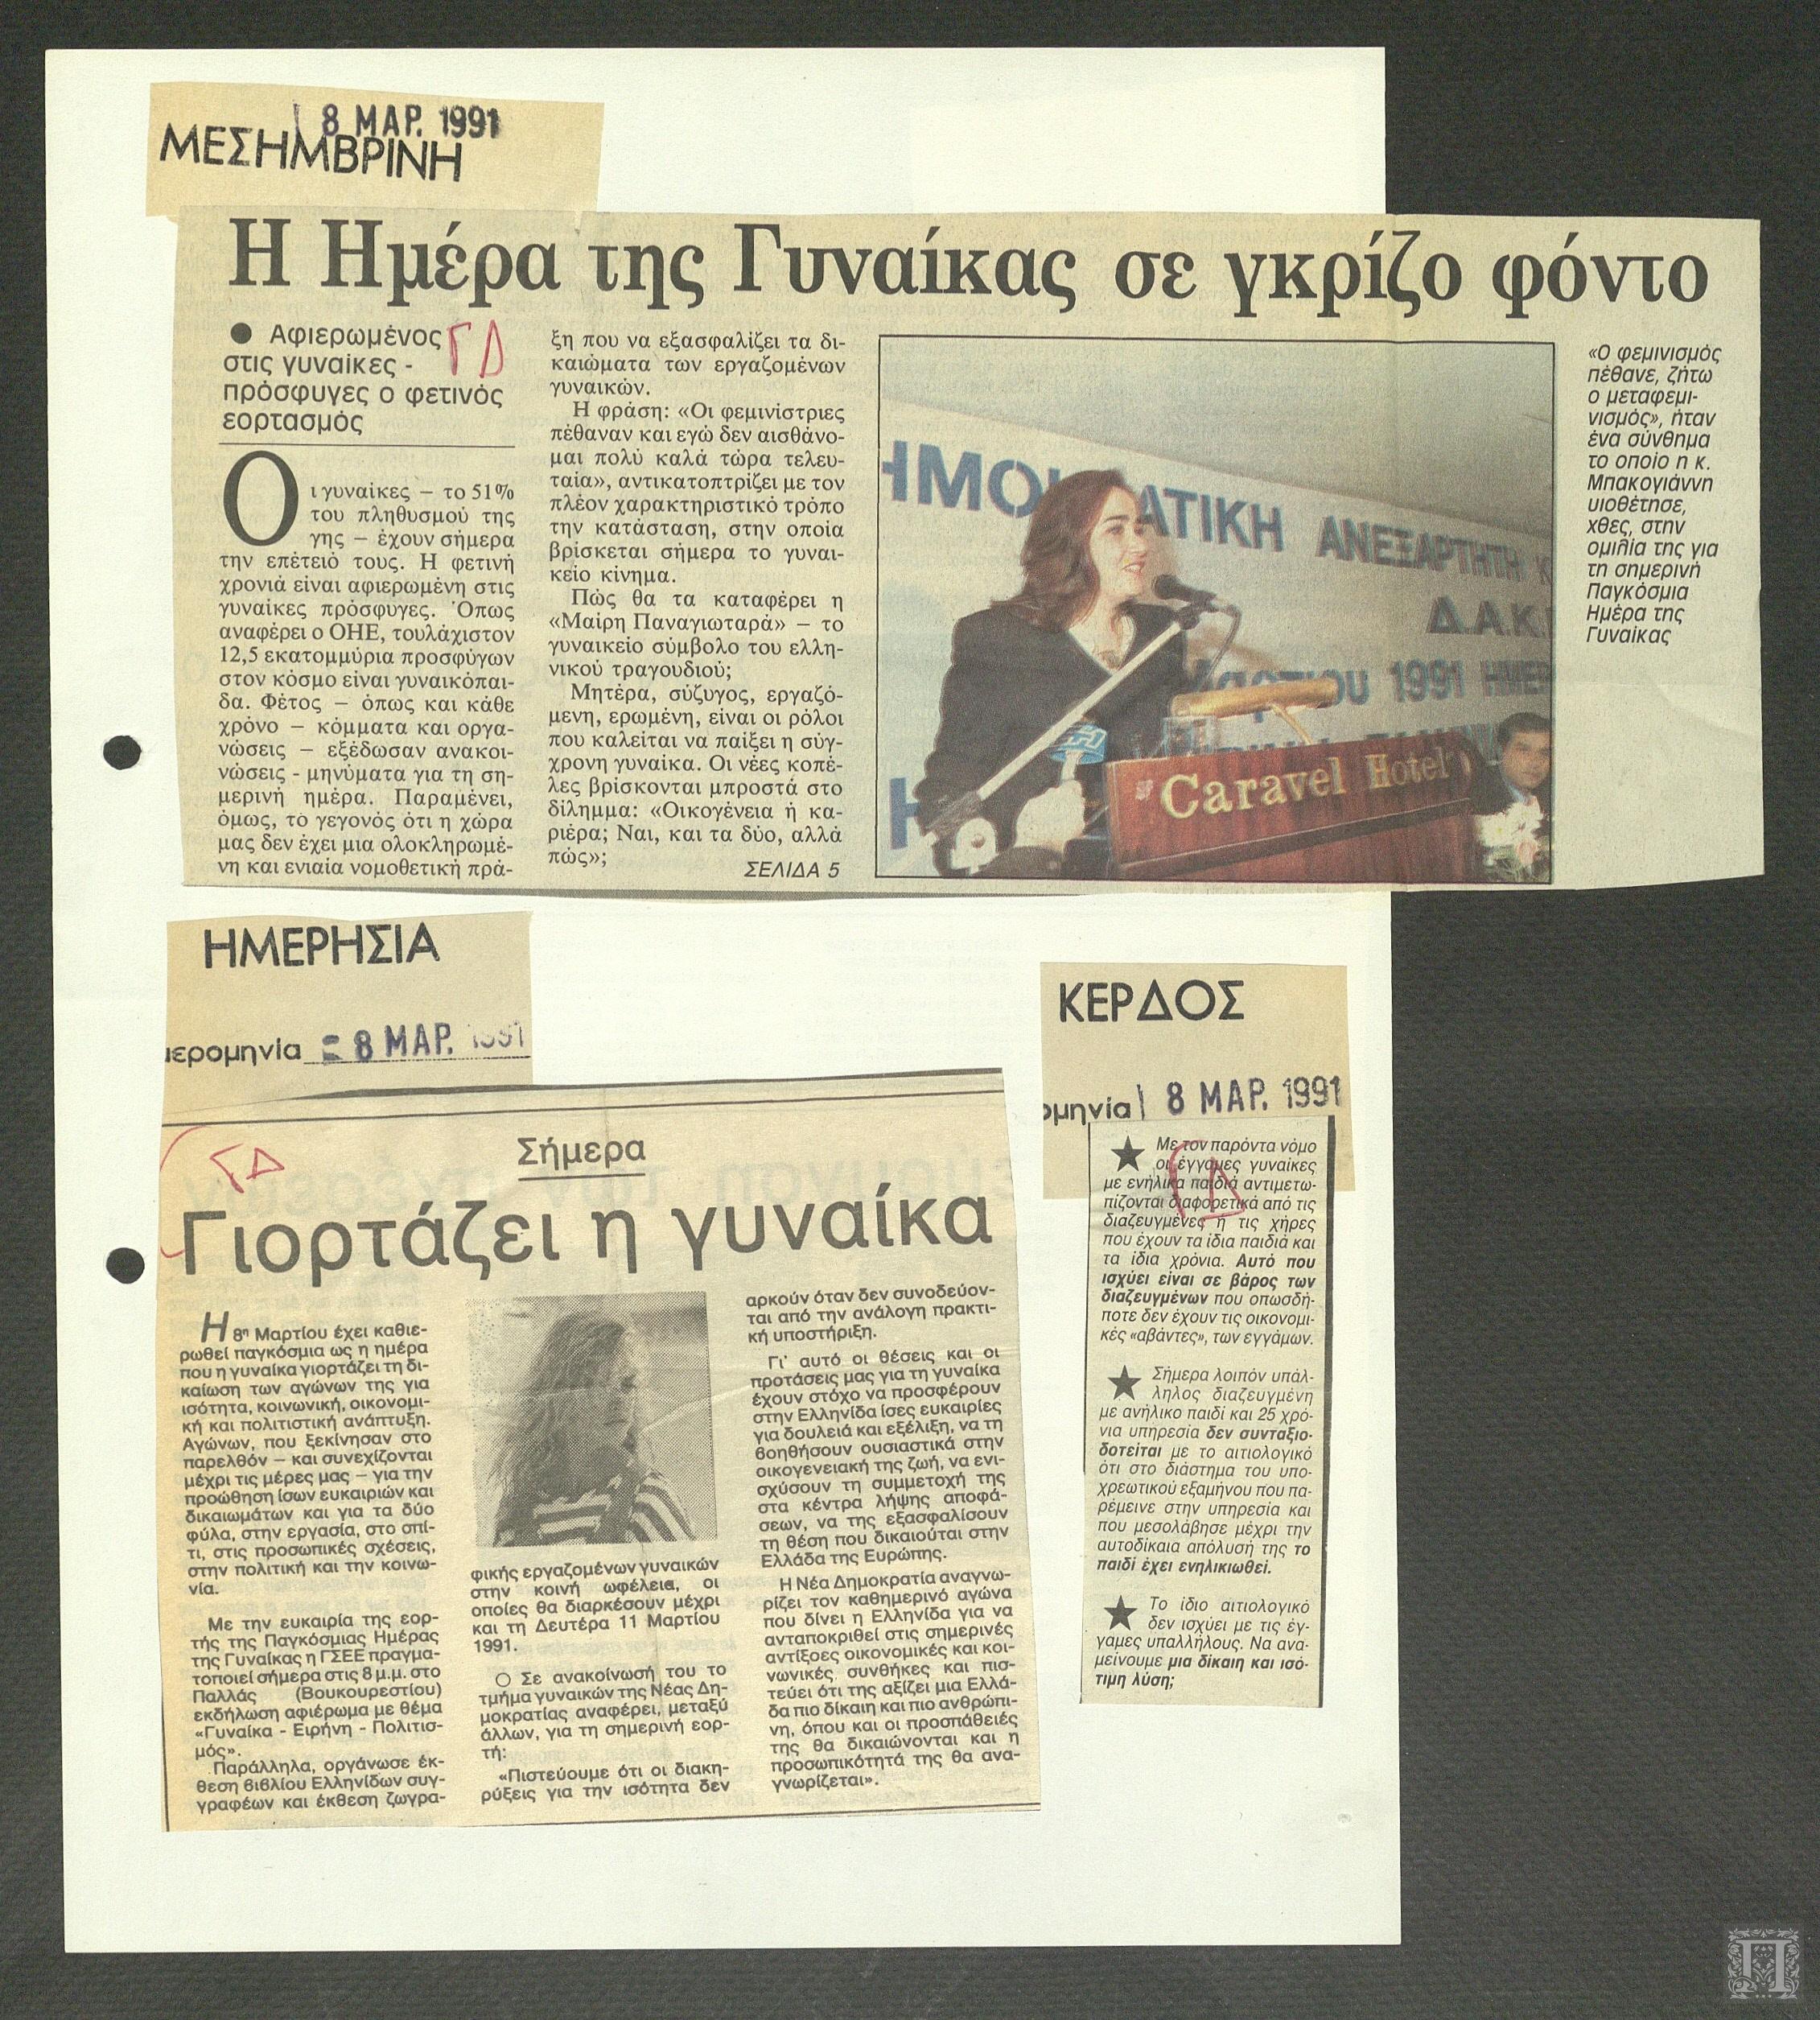 8 ΜΑΡ. 1991
ΜΕΣΗΜΒΡΙΝΗ
Η Ημέρα της Γυναίκας σε γκρίζο φόντο
● Αφιερωμένος
στις γυναίκες -
πρόσφυγες ο φετινός
εορτασμός
ΓΔ
Οι γυναίκες – το 51%
του πληθυσμού της
γης – έχουν σήμερα
την επέτειό τους. Η φετινή
χρονιά είναι αφιερωμένη στις
γυναίκες πρόσφυγες. Όπως
αναφέρει ο ΟΗΕ, τουλάχιστον
12,5 εκατομμύρια προσφύγων
στον κόσμο είναι γυναικόπαι-
δα. Φέτος – όπως και κάθε
χρόνο – κόμματα και οργα-
νώσεις – εξέδωσαν ανακοι-
νώσεις - μηνύματα για τη ση-
μερινή ημέρα. Παραμένει,
όμως, το γεγονός ότι η χώρα
μας δεν έχει μια ολοκληρωμέ-
νη και ενιαία νομοθετική πρά-
ξη που να εξασφαλίζει τα δι-
καιώματα των εργαζομένων
γυναικών.
Η φράση: «Οι φεμινίστριες
πέθαναν και εγώ δεν αισθάνο-
μαι πολύ καλά τώρα τελευ-
ταία», αντικατοπτρίζει με τον
πλέον χαρακτηριστικό τρόπο
την κατάσταση, στην οποία
βρίσκεται σήμερα το γυναι-
κείο κίνημα.
Πώς θα τα καταφέρει η
«Μαίρη Παναγιωταρά» – το
γυναικείο σύμβολο του ελλη-
νικού τραγουδιού;
Μητέρα, σύζυγος, εργαζό-
μενη, ερωμένη, είναι οι ρόλοι
που καλείται να παίξει η σύγ-
χρονη γυναίκα. Οι νέες κοπέ-
λες βρίσκονται μπροστά στο
δίλημμα: «Οικογένεια ή κα-
ριέρα; Ναι, και τα δύο, αλλά
πώς»;
ΣΕΛΙΔΑ 5
ΗΜΟΚΡΑΤΙΚΗ ΑΝΕΞΑΡΤΗΤΗ Κ
Δ.Α.Κ.
Μαρτίου 1991 ΗΜΕΡ
"Caravel Hotel"
«Ο φεμινισμός
πέθανε, ζήτω
ο μεταφεμι-
νισμός», ήταν
ένα σύνθημα
το οποίο η κ.
Μπακογιάννη
υιοθέτησε,
χθες, στην
ομιλία της για
τη σημερινή
Παγκόσμια
Ημέρα της
Γυναίκας
ΗΜΕΡΗΣΙΑ
μερομηνία 8 ΜΑΡ. 1991
Σήμερα
ΓΔ
Γιορτάζει η γυναίκα
Η 8η Μαρτίου έχει καθιε-
ρωθεί παγκόσμια ως η ημέρα
που η γυναίκα γιορτάζει τη δι-
καίωση των αγώνων της για
ισότητα, κοινωνική, οικονομι-
κή και πολιτιστική ανάπτυξη.
Αγώνων, που ξεκίνησαν στο
παρελθόν – και συνεχίζονται
μέχρι τις μέρες μας – για την
προώθηση ίσων ευκαιριών και
δικαιωμάτων και για τα δύο
φύλα, στην εργασία, στο σπί-
τι, στις προσωπικές σχέσεις,
στην πολιτική και την κοινω-
νία.
Με την ευκαιρία της εορ-
τής της Παγκόσμιας Ημέρας
της Γυναίκας η ΓΣΕΕ πραγμα-
τοποιεί σήμερα στις 8 μ.μ. στο
Παλλάς (Βουκουρεστίου)
εκδήλωση αφιέρωμα με θέμα
«Γυναίκα - Ειρήνη - Πολιτισ-
μός».
Παράλληλα, οργάνωσε έκ-
θεση βιβλίου Ελληνίδων συγ-
γραφέων και έκθεση ζωγρα-
φικής εργαζομένων γυναικών
στην κοινή ωφέλεια, οι
οποίες θα διαρκέσουν μέχρι
και τη Δευτέρα 11 Μαρτίου
1991.
Ο Σε ανακοίνωσή του το
τμήμα γυναικών της Νέας Δη-
μοκρατίας αναφέρει, μεταξύ
άλλων, για τη σημερινή εορ-
τή:
«Πιστεύουμε ότι οι διακη-
ρύξεις για την ισότητα δεν
αρκούν όταν δεν συνοδεύον-
ται από την ανάλογη πρακτι-
κή υποστήριξη.
Γι' αυτό οι θέσεις και οι
προτάσεις μας για τη γυναίκα
έχουν στόχο να προσφέρουν
στην Ελληνίδα ίσες ευκαιρίες
για δουλειά και εξέλιξη, να τη
βοηθήσουν ουσιαστικά στην
οικογενειακή της ζωή, να ενι-
σχύσουν τη συμμετοχή της
στα κέντρα λήψης αποφά-
σεων, να της εξασφαλίσουν
τη θέση που δικαιούται στην
Ελλάδα της Ευρώπης.
Η Νέα Δημοκρατία αναγνω-
ρίζει τον καθημερινό αγώνα
που δίνει η Ελληνίδα για να
ανταποκριθεί στις σημερινές
αντίξοες οικονομικές και κοι-
νωνικές συνθήκες και πισ-
τεύει ότι της αξίζει μια Ελλά-
δα πιο δίκαιη και πιο ανθρώπι-
νη, όπου και οι προσπάθειές
της θα δικαιώνονται και η
προσωπικότητά της θα ανα-
γνωρίζεται».
ΚΕΡΔΟΣ
ομηνία 8 ΜΑΡ. 1991
ΓΔ
★ Με τον παρόντα νόμο
οι έγγαμες γυναίκες
με ενήλικα παιδιά αντιμετω-
πίζονται διαφορετικά από τις
διαζευγμένες ή τις χήρες
που έχουν τα ίδια παιδιά και
τα ίδια χρόνια. Αυτό που
ισχύει είναι σε βάρος των
διαζευγμένων που οπωσδή-
ποτε δεν έχουν τις οικονομι-
κές «αβάντες», των εγγάμων.
★ Σήμερα λοιπόν υπάλ-
ληλος διαζευγμένη
με ανήλικο παιδί και 25 χρό-
νια υπηρεσία δεν συνταξιο-
δοτείται με το αιτιολογικό
ότι στο διάστημα του υπο-
χρεωτικού εξαμήνου που πα-
ρέμεινε στην υπηρεσία και
που μεσολάβησε μέχρι την
αυτοδίκαια απόλυσή της το
παιδί έχει ενηλικιωθεί.
★ Το ίδιο αιτιολογικό
δεν ισχύει με τις έγ-
γαμες υπαλλήλους. Να ανα-
μείνουμε μια δίκαιη και ισό-
τιμη λύση;